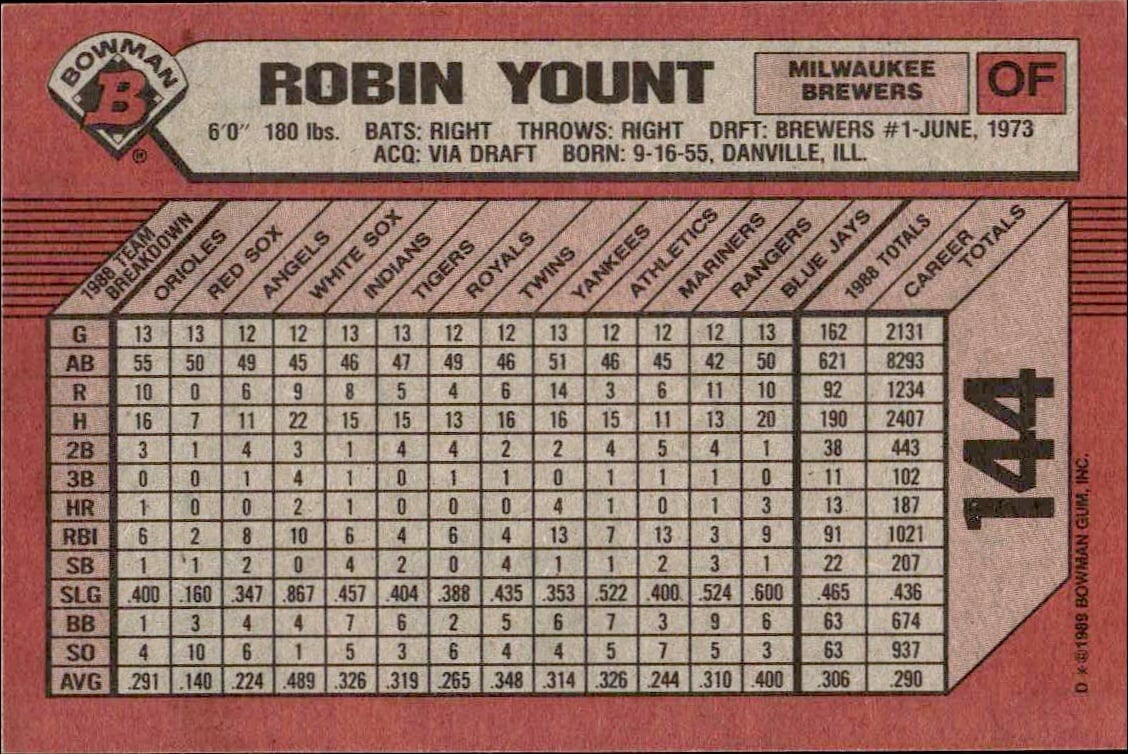 BOWMAN
B
®
ROBIN YOUNT
MILWAUKEE
BREWERS
OF
6'0" 180 lbs. BATS: RIGHT THROWS: RIGHT DRFT: BREWERS #1-JUNE, 1973
ACQ: VIA DRAFT BORN: 9-16-55, DANVILLE, ILL.
1988 TEAM BREAKDOWN ORIOLES RED SOX ANGELS WHITE SOX INDIANS TIGERS ROYALS TWINS YANKEES ATHLETICS MARINERS RANGERS BLUE JAYS 1988 TOTALS CAREER TOTALS
G 13 13 12 12 13 13 12 12 13 12 12 12 13 162 2131
AB 55 50 49 45 46 47 49 46 51 46 45 42 50 621 8293
R 10 0 6 9 8 5 4 6 14 3 6 11 10 92 1234
H 16 7 11 22 15 15 13 16 16 15 11 13 20 190 2407
2B 3 1 4 3 1 4 4 2 2 4 5 4 1 38 443
3B 0 0 1 4 1 0 1 1 0 1 1 1 0 11 102
HR 1 0 0 2 1 0 0 0 4 1 0 1 3 13 187
RBI 6 2 8 10 6 4 6 4 13 7 13 3 9 91 1021
SB 1 1 2 0 4 2 0 4 1 1 2 3 1 22 207
SLG .400 .160 .347 .867 .457 .404 .388 .435 .353 .522 .400 .524 .600 .465 .436
BB 1 3 4 4 7 6 2 5 6 7 3 9 6 63 674
SO 4 10 6 1 5 3 6 4 4 5 7 5 3 63 937
AVG .291 .140 .224 .489 .326 .319 .265 .348 .314 .326 .244 .310 .400 .306 .290
144
D *©1989 BOWMAN GUM, INC.